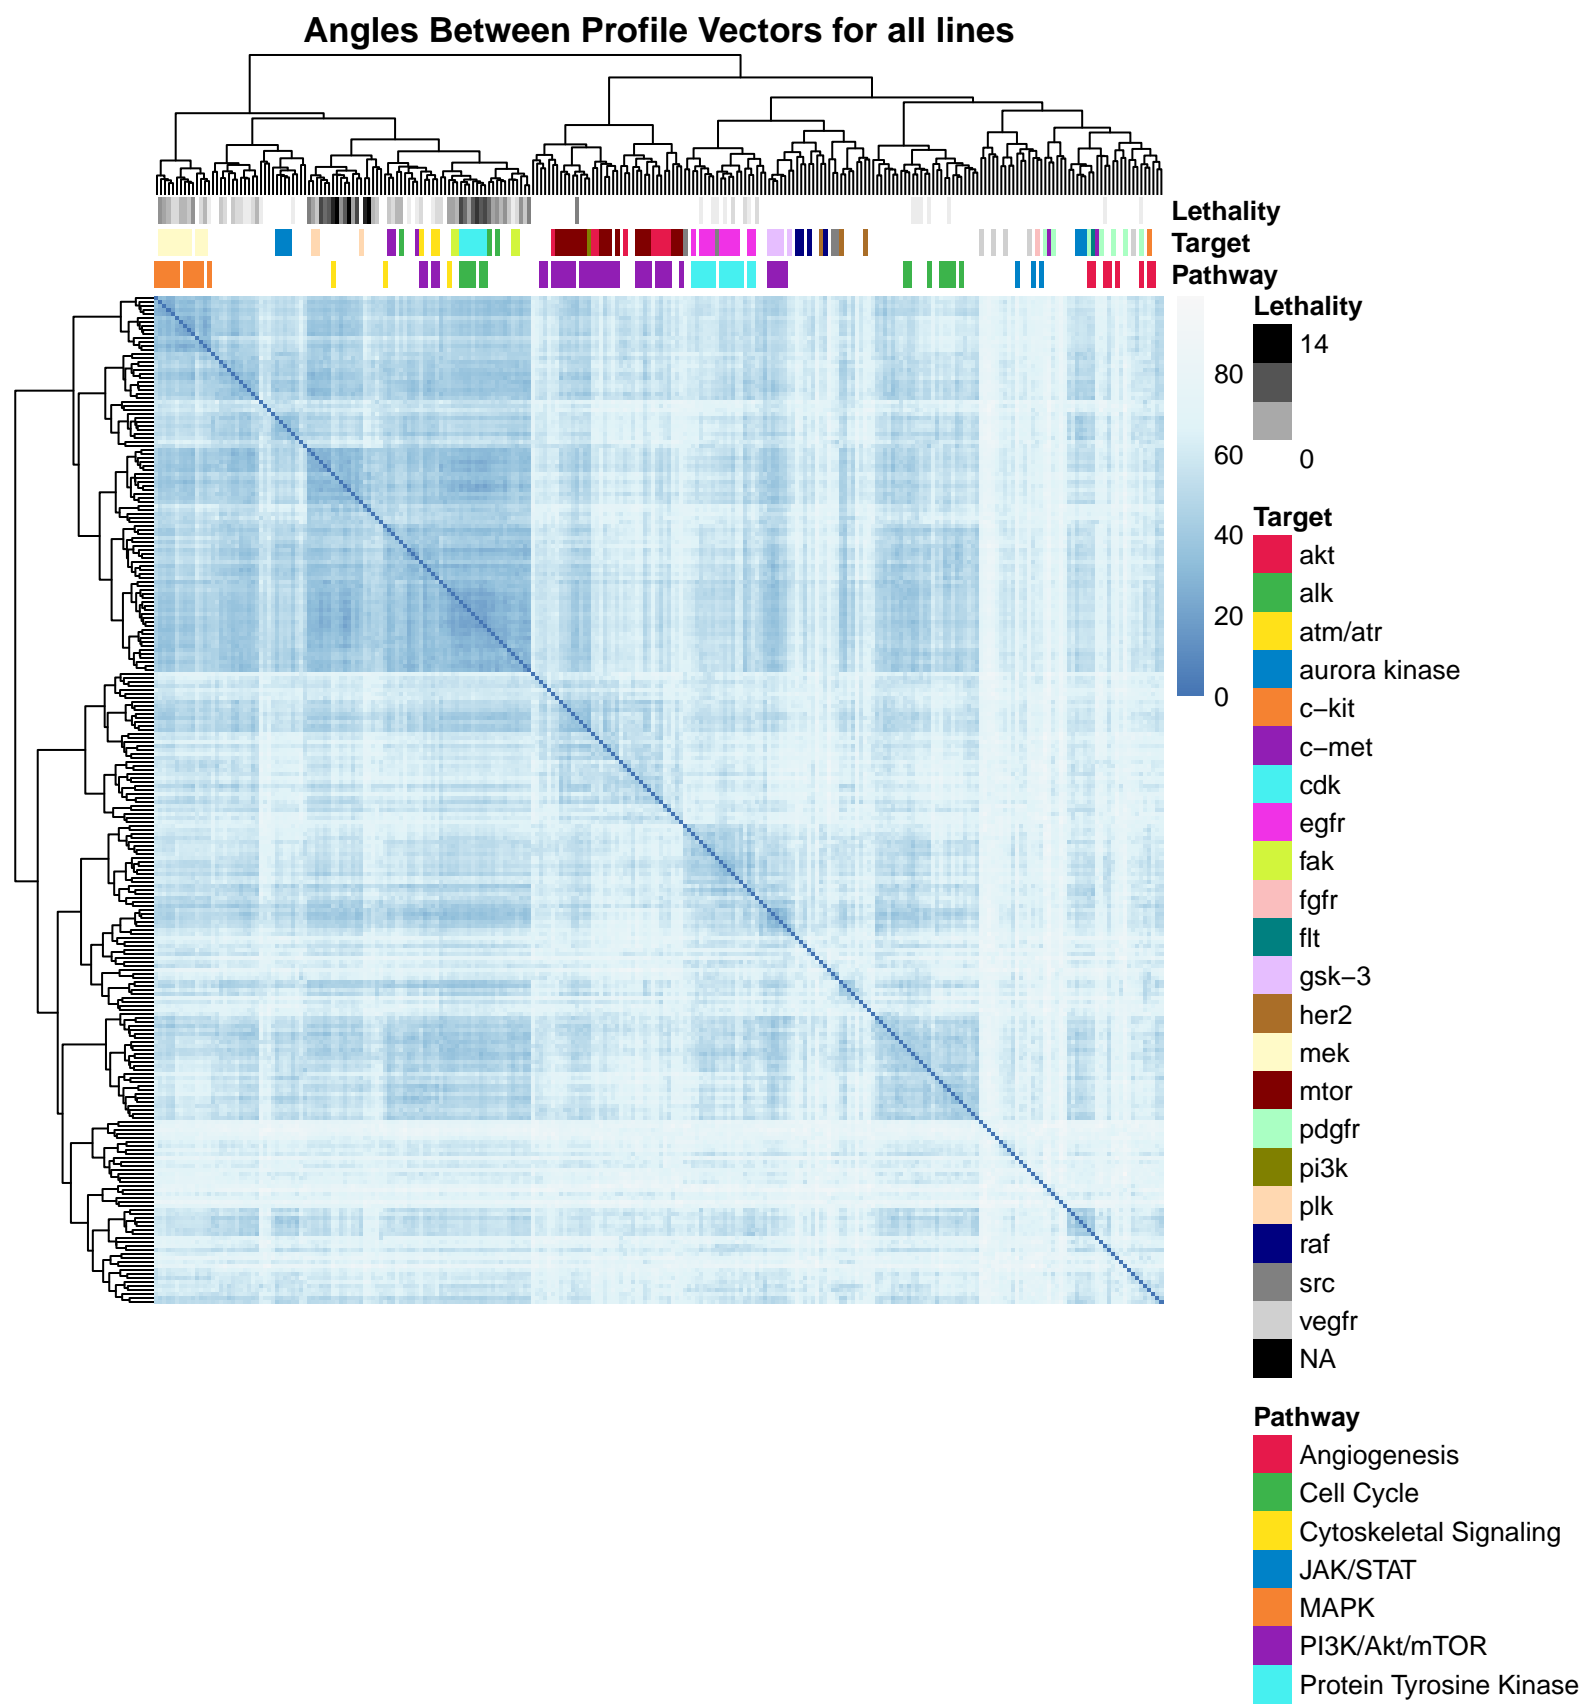 Angles Between Profile Vectors for all lines
Lethality
Target
Pathway
80
60
40
20
0
Lethality
14
0
Target
akt
alk
atm/atr
aurora kinase
c−kit
c−met
cdk
egfr
fak
fgfr
flt
gsk−3
her2
mek
mtor
pdgfr
pi3k
plk
raf
src
vegfr
NA
Pathway
Angiogenesis
Cell Cycle
Cytoskeletal Signaling
JAK/STAT
MAPK
PI3K/Akt/mTOR
Protein Tyrosine Kinase